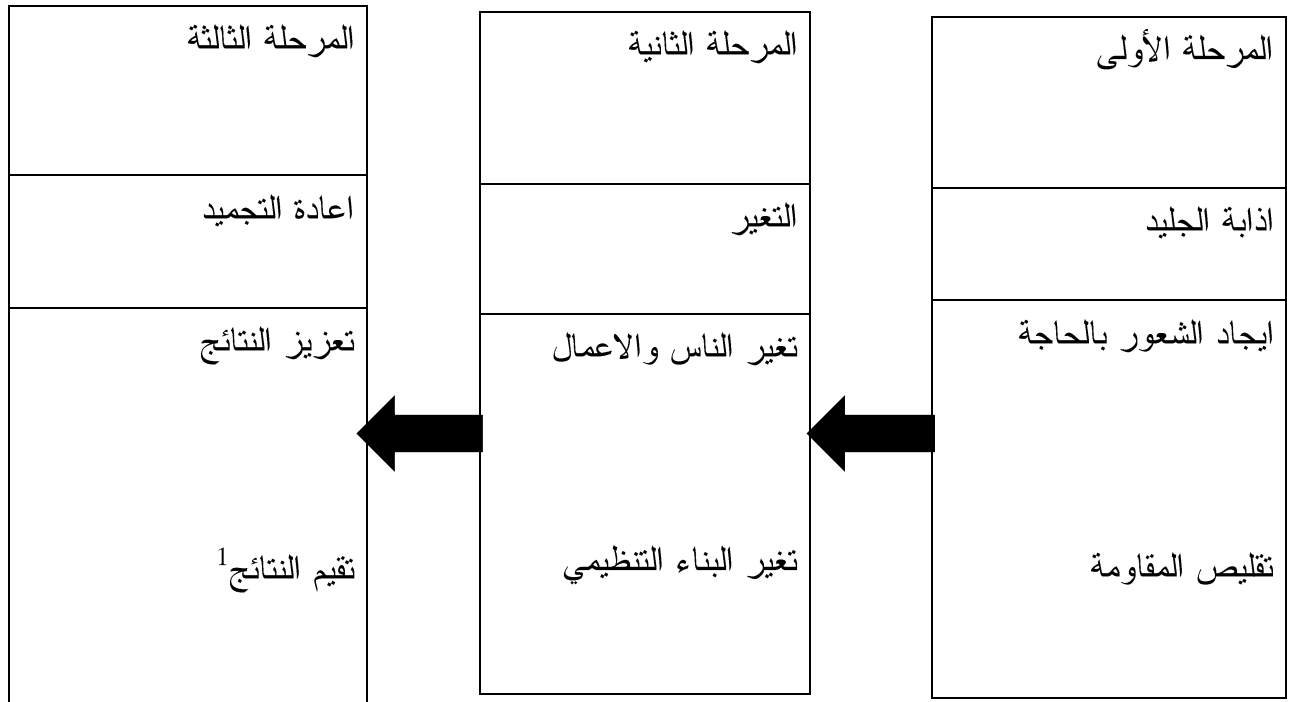 المرحلة الأولى
اذابة الجليد
ايجاد الشعور بالحاجة
تقليص المقاومة
المرحلة الثانية
التغير
تغير الناس والاعمال
تغير البناء التنظيمي
المرحلة الثالثة
اعادة التجميد
تعزيز النتائج
تقيم النتائج¹